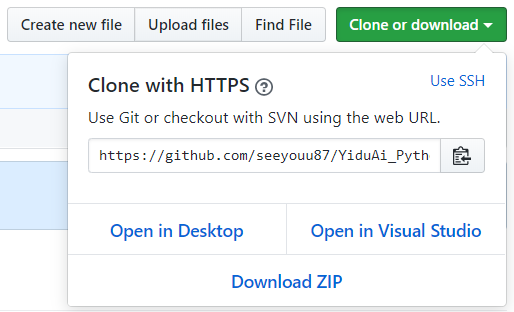 Create new file Upload files Find File Clone or download
Clone with HTTPS ? Use SSH
Use Git or checkout with SVN using the web URL.
https://github.com/seeyouu87/YiduAi_Pyth
Open in Desktop Open in Visual Studio
Download ZIP